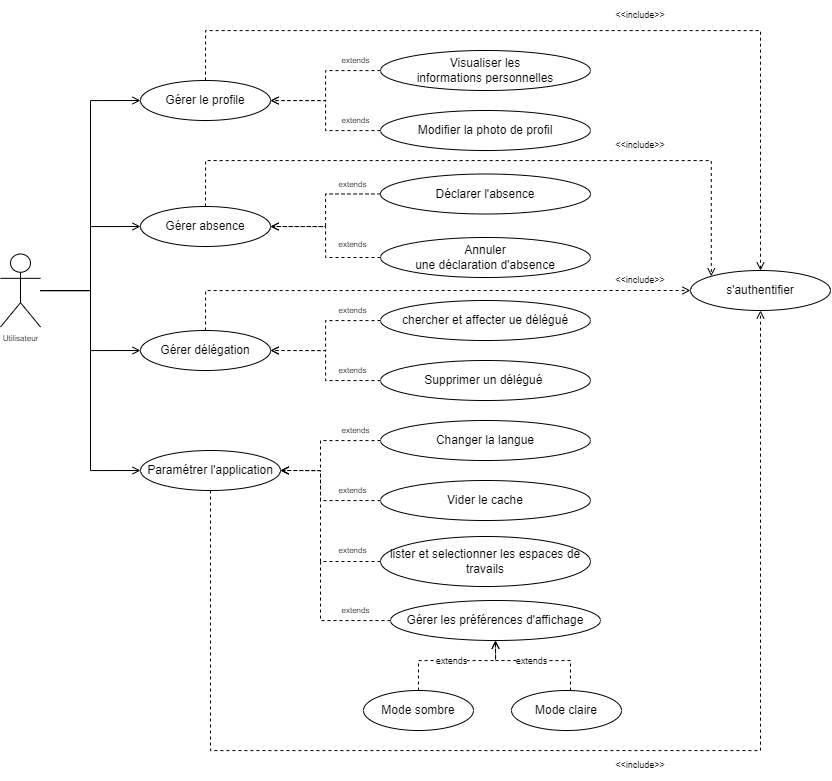 <<include>>
extends
Visualiser les
informations personnelles
Gérer le profile
extends
Modifier la photo de profil
<<include>>
extends
Déclarer l'absence
Gérer absence
extends
Annuler
une déclaration d'absence
<<include>>
s'authentifier
Utilisateur
extends
chercher et affecter ue délégué
Gérer délégation
extends
Supprimer un délégué
extends
Changer la langue
Paramétrer l'application
extends
Vider le cache
extends
lister et selectionner les espaces de
travails
extends
Gérer les préférences d'affichage
extends
extends
Mode sombre
Mode claire
<<include>>